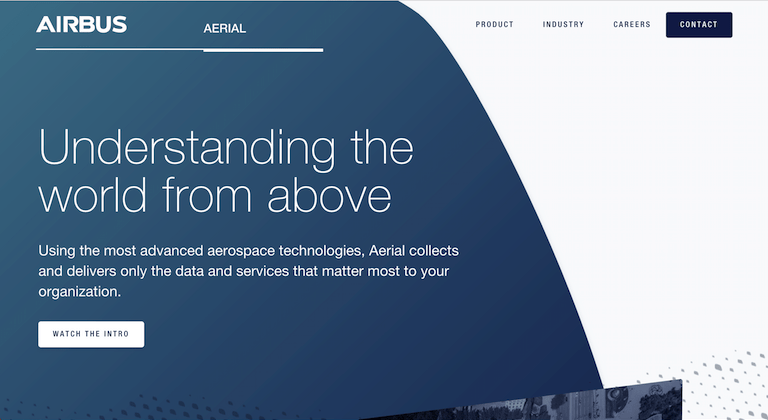 AIRBUS
AERIAL
PRODUCT
INDUSTRY
CAREERS
CONTACT
Understanding the
world from above
Using the most advanced aerospace technologies, Aerial collects
and delivers only the data and services that matter most to your
organization.
WATCH THE INTRO